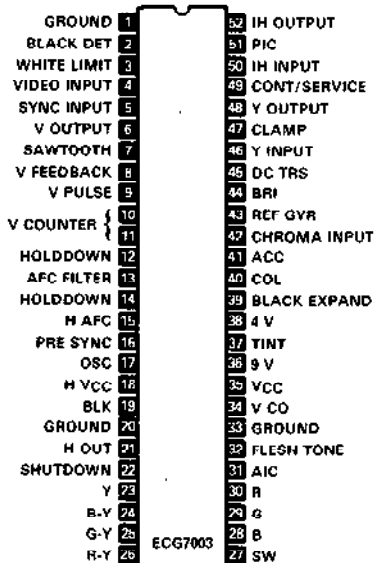 GROUND 1 52 IH OUTPUT
BLACK DET 2 51 PIC
WHITE LIMIT 3 50 IH INPUT
VIDEO INPUT 4 49 CONT/SERVICE
SYNC INPUT 5 48 Y OUTPUT
V OUTPUT 6 47 CLAMP
SAWTOOTH 7 46 Y INPUT
V FEEDBACK 8 45 DC TRS
V PULSE 9 44 BRI
V COUNTER { 10 43 REF GYR
11 42 CHROMA INPUT
HOLDDOWN 12 41 ACC
AFC FILTER 13 40 COL
HOLDDOWN 14 39 BLACK EXPAND
H AFC 15 38 4 V
PRE SYNC 16 37 TINT
OSC 17 36 9 V
H VCC 18 35 VCC
BLK 19 34 V CO
GROUND 20 33 GROUND
H OUT 21 32 FLESH TONE
SHUTDOWN 22 31 AIC
Y 23 30 R
B-Y 24 29 G
G-Y 25 28 B
R-Y 26 27 SW
ECG7003